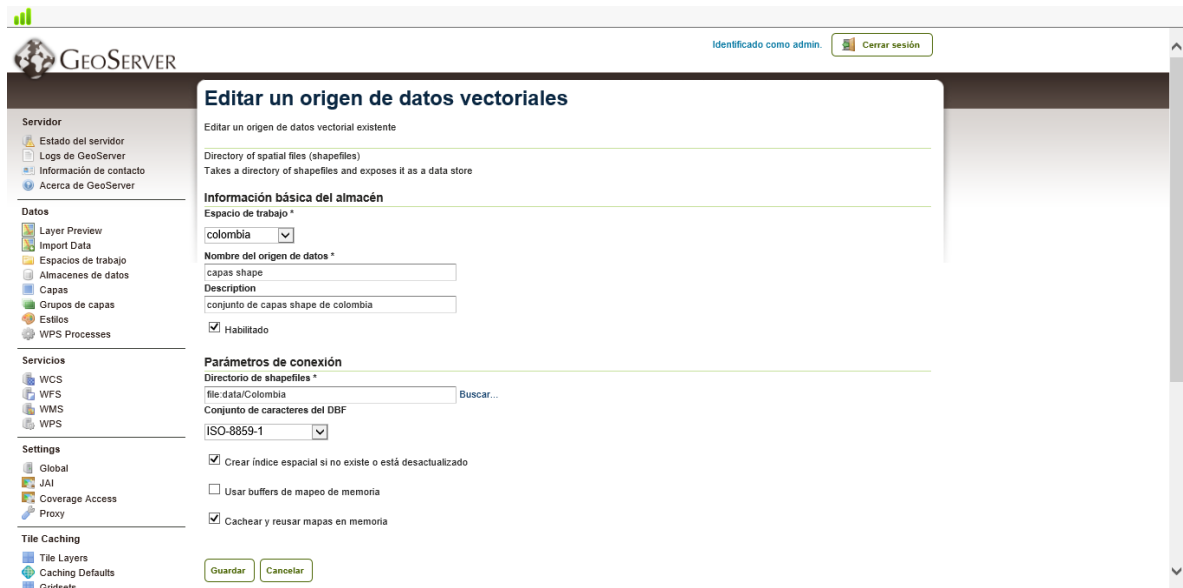 GEOSERVER
Identificado como admin.
Cerrar sesión
Servidor
Estado del servidor
Logs de GeoServer
Información de contacto
Acerca de GeoServer
Datos
Layer Preview
Import Data
Espacios de trabajo
Almacenes de datos
Capas
Grupos de capas
Estilos
WPS Processes
Servicios
WCS
WFS
WMS
WPS
Settings
Global
JAI
Coverage Access
Proxy
Tile Caching
Tile Layers
Caching Defaults
Gridsets
Editar un origen de datos vectoriales
Editar un origen de datos vectorial existente
Directory of spatial files (shapefiles)
Takes a directory of shapefiles and exposes it as a data store
Información básica del almacén
Espacio de trabajo *
colombia
Nombre del origen de datos *
capas shape
Description
conjunto de capas shape de colombia
Habilitado
Parámetros de conexión
Directorio de shapefiles *
file:data/Colombia
Buscar...
Conjunto de caracteres del DBF
ISO-8859-1
Crear índice espacial si no existe o está desactualizado
Usar buffers de mapeo de memoria
Cachear y reusar mapas en memoria
Guardar
Cancelar